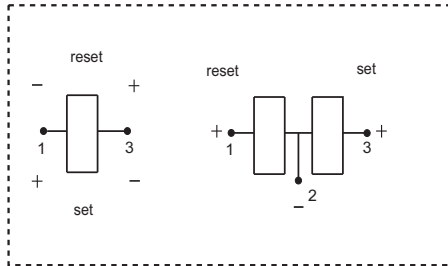 reset
− +
1 3
+ −
set
reset set
+ 1 3 +
2
−